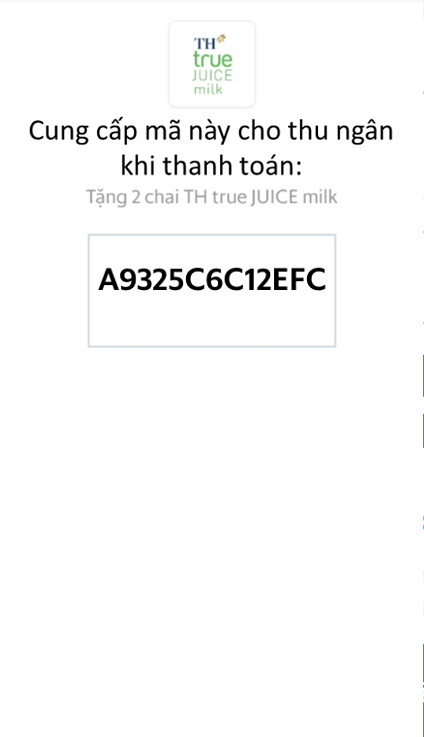 TH
true
JUICE
milk
Cung cấp mã này cho thu ngân
khi thanh toán:
Tặng 2 chai TH true JUICE milk
A9325C6C12EFC